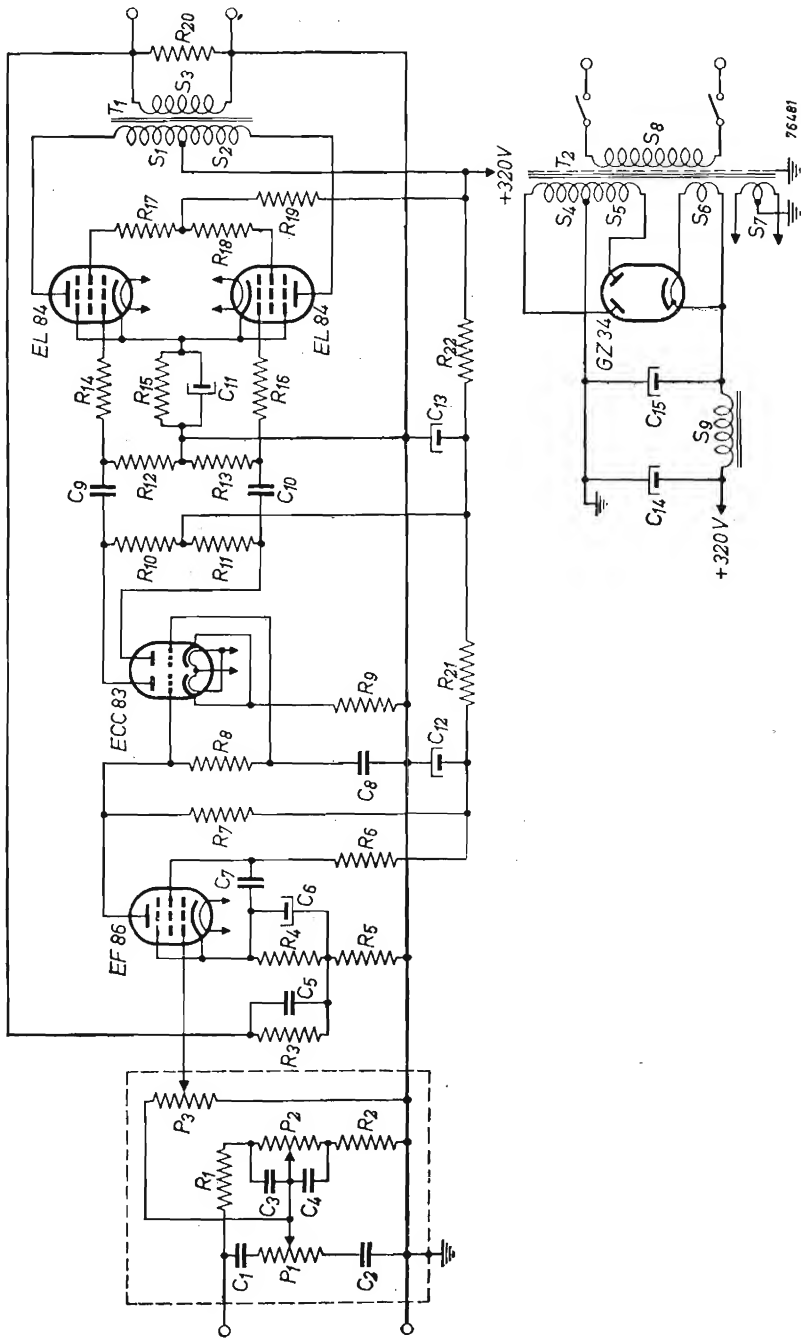 R20
S3
T1
S1
S2
R17
R18
R19
EL 84
EL 84
R14
R15
C11
R16
R22
C9
R12
R13
C10
C13
R10
R11
ECC 83
R9
R21
R8
C8
C12
R7
R6
EF 86
C7
C6
R4
C5
R3
R5
P3
R1
P2
R2
C3
C4
C1
P1
C2
+320V
T2
S4
S5
S6
S7
S8
GZ 34
C15
S9
C14
+320V
76481